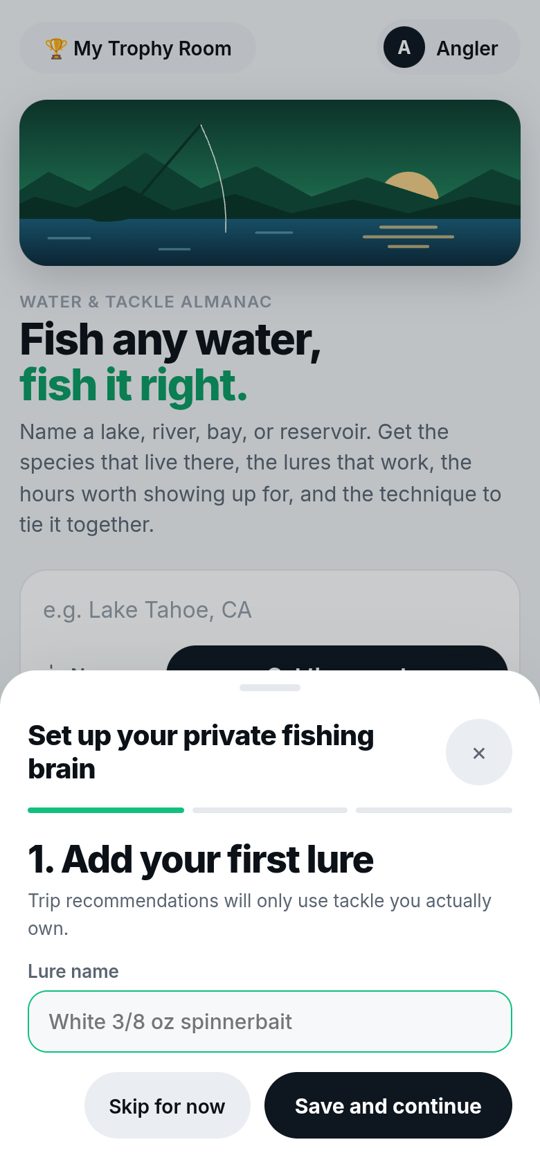 🏆 My Trophy Room
A Angler
WATER & TACKLE ALMANAC
Fish any water,
fish it right.
Name a lake, river, bay, or reservoir. Get the
species that live there, the lures that work, the
hours worth showing up for, and the technique to
tie it together.
e.g. Lake Tahoe, CA
Set up your private fishing
brain
×
1. Add your first lure
Trip recommendations will only use tackle you actually
own.
Lure name
White 3/8 oz spinnerbait
Skip for now
Save and continue